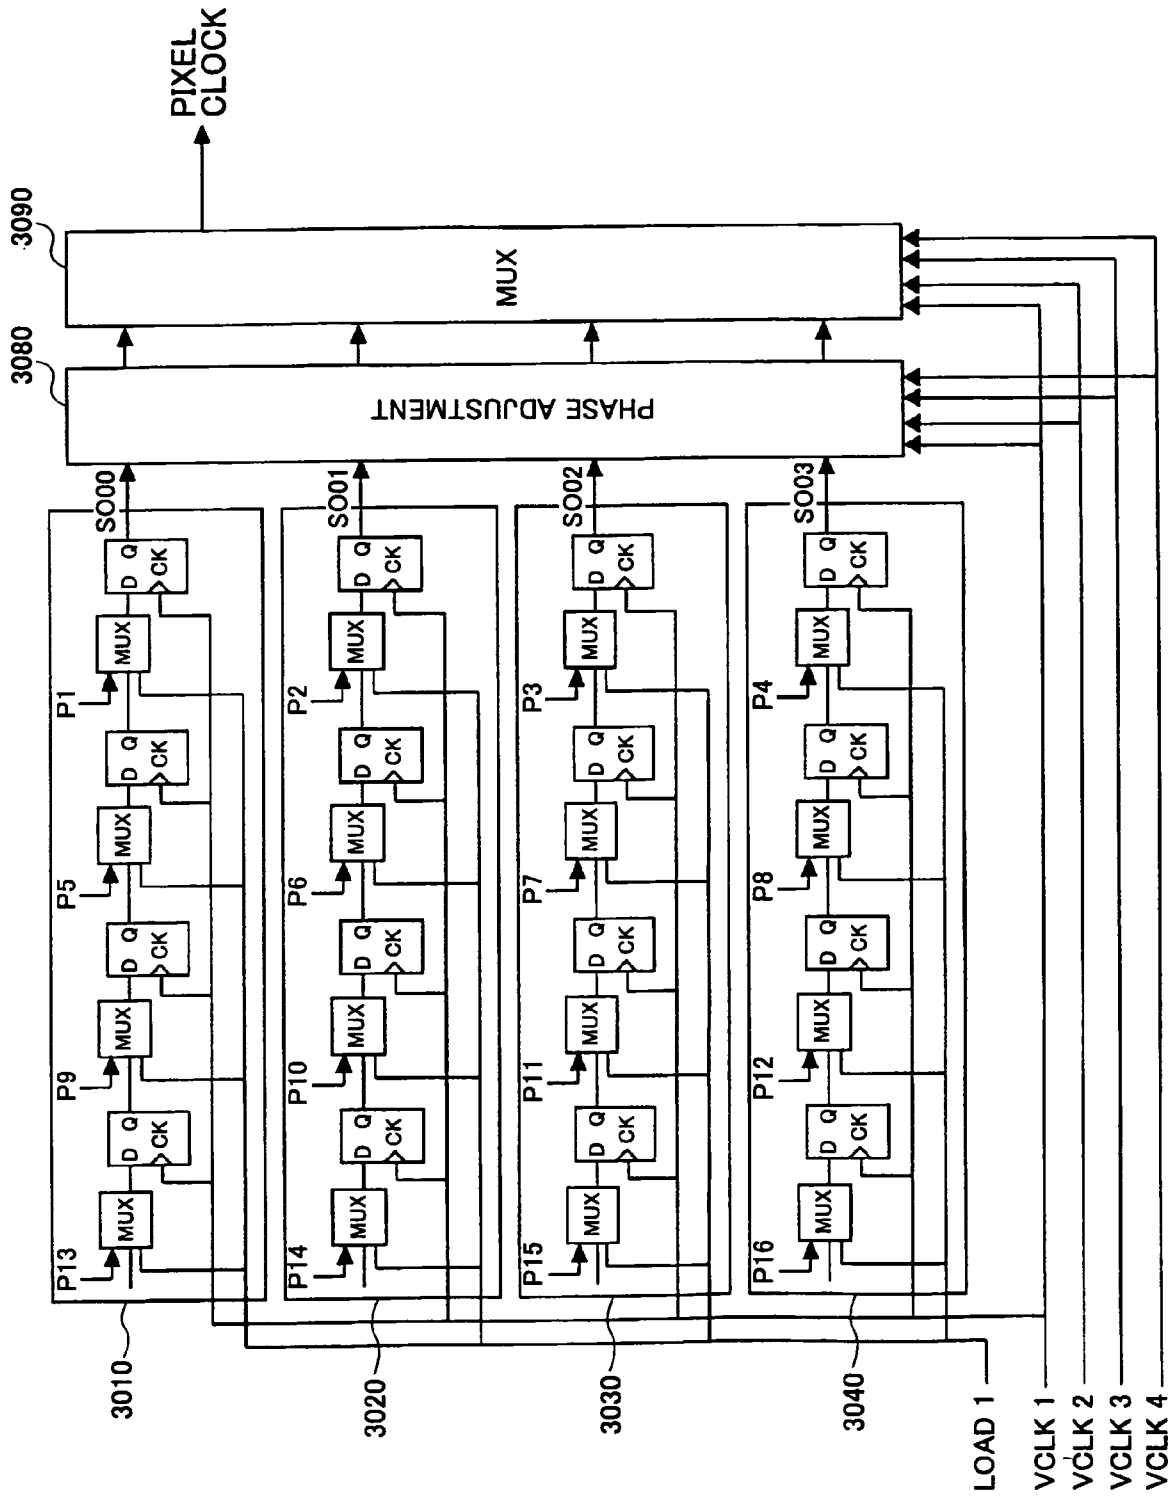 3010
P13
MUX
D Q
CK
P9
MUX
D Q
CK
P5
MUX
D Q
CK
P1
MUX
D Q
CK
SO00
3020
P14
MUX
D Q
CK
P10
MUX
D Q
CK
P6
MUX
D Q
CK
P2
MUX
D Q
CK
SO01
3030
P15
MUX
D Q
CK
P11
MUX
D Q
CK
P7
MUX
D Q
CK
P3
MUX
D Q
CK
SO02
3040
P16
MUX
D Q
CK
P12
MUX
D Q
CK
P8
MUX
D Q
CK
P4
MUX
D Q
CK
SO03
3080
PHASE ADJUSTMENT
3090
MUX
PIXEL
CLOCK
LOAD 1
VCLK 1
VCLK 2
VCLK 3
VCLK 4